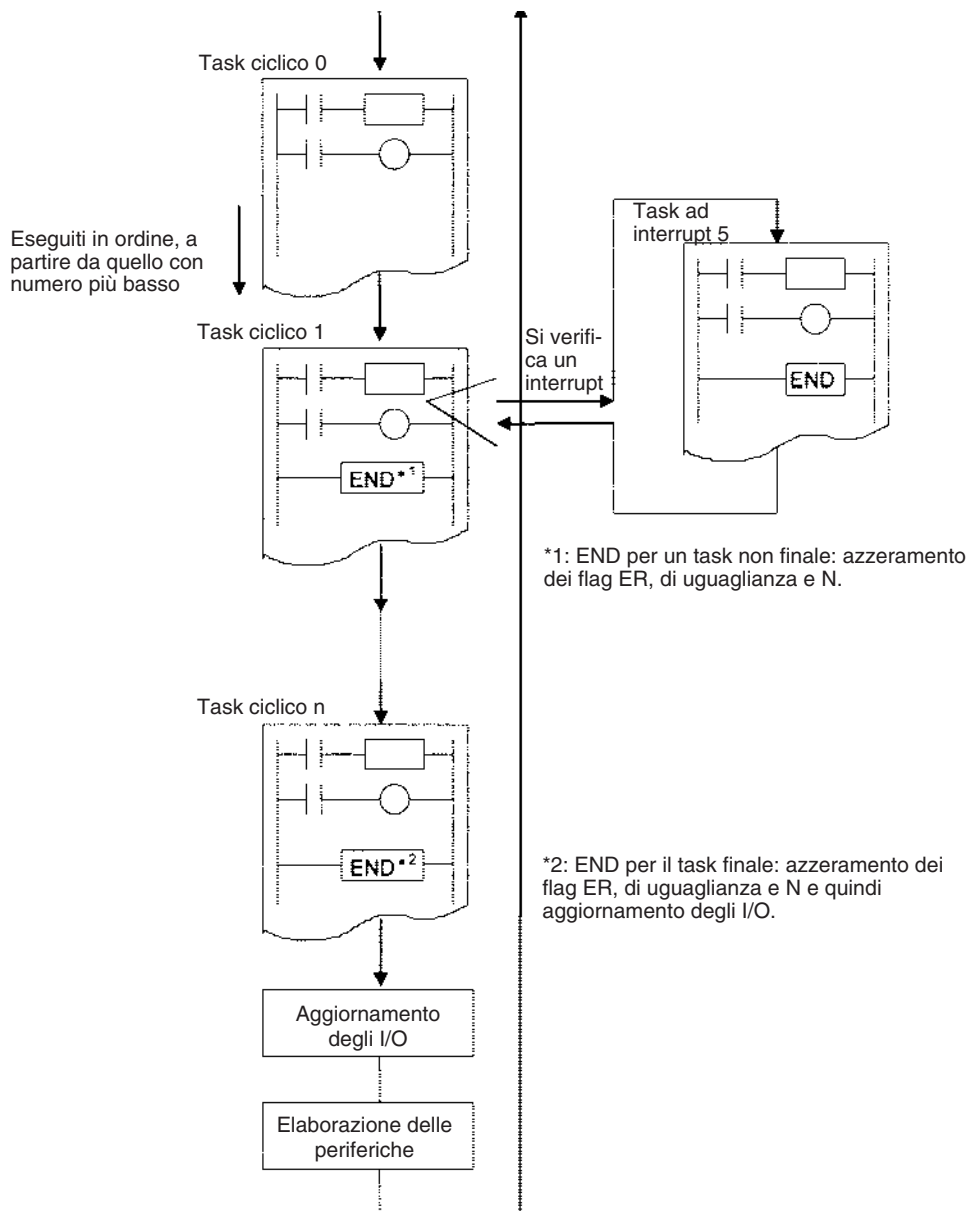 Task ciclico 0
Eseguiti in ordine, a
partire da quello con
numero più basso
Task ciclico 1
END*1
Si verifi-
ca un
interrupt
Task ad
interrupt 5
END
*1: END per un task non finale: azzeramento
dei flag ER, di uguaglianza e N.
Task ciclico n
END*2
*2: END per il task finale: azzeramento dei
flag ER, di uguaglianza e N e quindi
aggiornamento degli I/O.
Aggiornamento
degli I/O
Elaborazione delle
periferiche